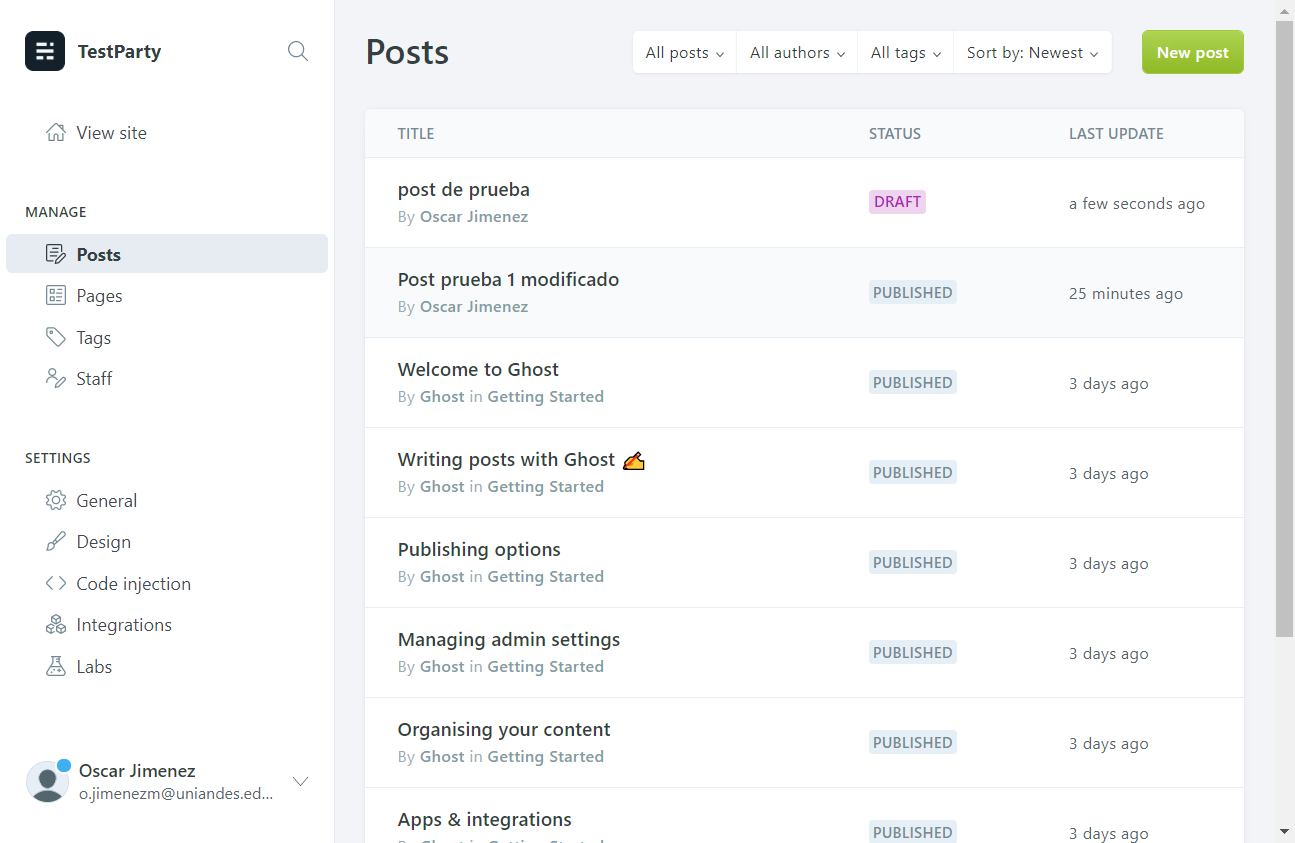 TestParty
View site
MANAGE
Posts
Pages
Tags
Staff
SETTINGS
General
Design
Code injection
Integrations
Labs
Oscar Jimenez
o.jimenezm@uniandes.ed...
Posts
All posts
All authors
All tags
Sort by: Newest
New post
TITLE STATUS LAST UPDATE
post de prueba
By Oscar Jimenez
DRAFT
a few seconds ago
Post prueba 1 modificado
By Oscar Jimenez
PUBLISHED
25 minutes ago
Welcome to Ghost
By Ghost in Getting Started
PUBLISHED
3 days ago
Writing posts with Ghost ✍
By Ghost in Getting Started
PUBLISHED
3 days ago
Publishing options
By Ghost in Getting Started
PUBLISHED
3 days ago
Managing admin settings
By Ghost in Getting Started
PUBLISHED
3 days ago
Organising your content
By Ghost in Getting Started
PUBLISHED
3 days ago
Apps & integrations
By Ghost in Getting Started
PUBLISHED
3 days ago